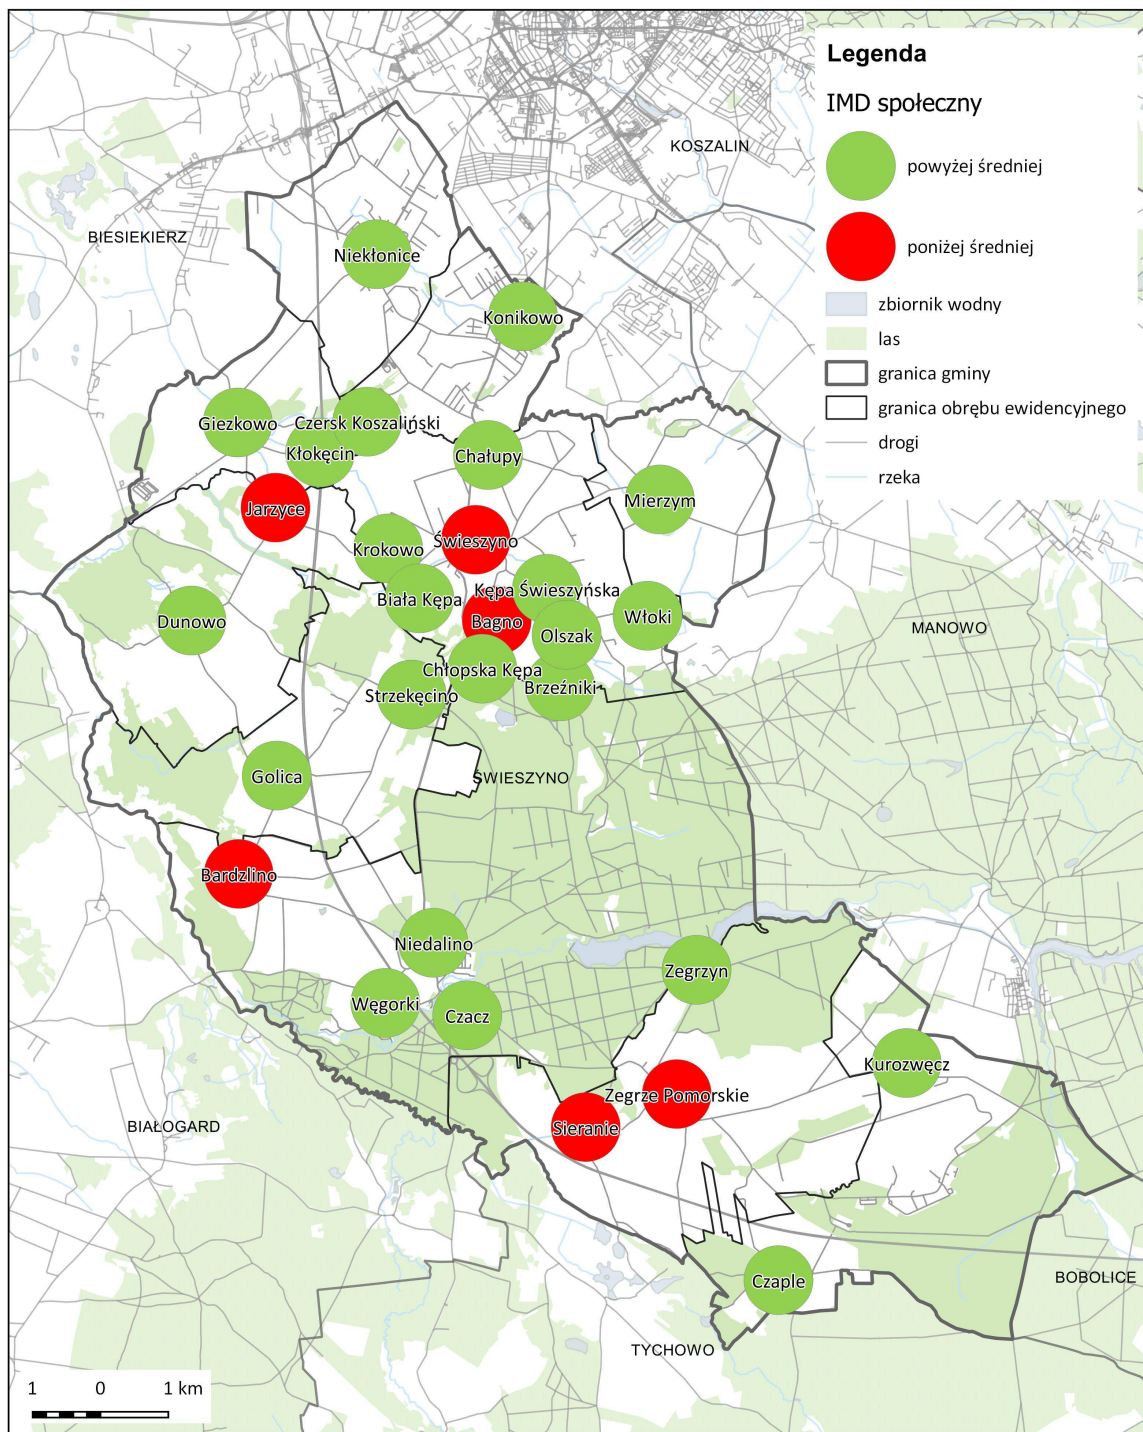 Legenda
IMD społeczny
powyżej średniej
poniżej średniej
zbiornik wodny
las
granica gminy
granica obrębu ewidencyjnego
drogi
rzeka
KOSZALIN
BIESIEKIERZ
Niekłonice
Konikowo
Giezkowo
Czersk Koszaliński
Kłokęcin
Chałupy
Mierzym
Jarzyce
Świeszyno
Krokowo
Kępa Świeszyńska
Biała Kępa
Włoki
Dunowo
Bagno
MANOWO
Olszak
Chłopska Kępa
Brzeźniki
Strzekęcino
Golica
ŚWIESZYNO
Bardzlino
Niedalino
Zegrzyn
Węgorki
Czacz
Kurozwęcz
Zegrze Pomorskie
BIAŁOGARD
Sieranie
Czaple
BOBOLICE
TYCHOWO
1 0 1 km